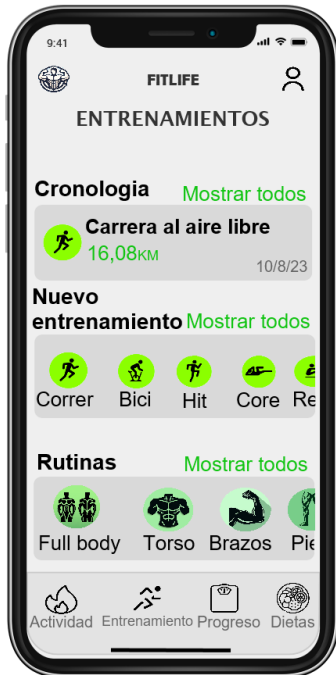 9:41
FITLIFE
ENTRENAMIENTOS
Cronologia Mostrar todos
Carrera al aire libre
16,08KM
10/8/23
Nuevo
entrenamiento Mostrar todos
Correr Bici Hit Core Re
Rutinas Mostrar todos
Full body Torso Brazos Pie
Actividad Entrenamiento Progreso Dietas